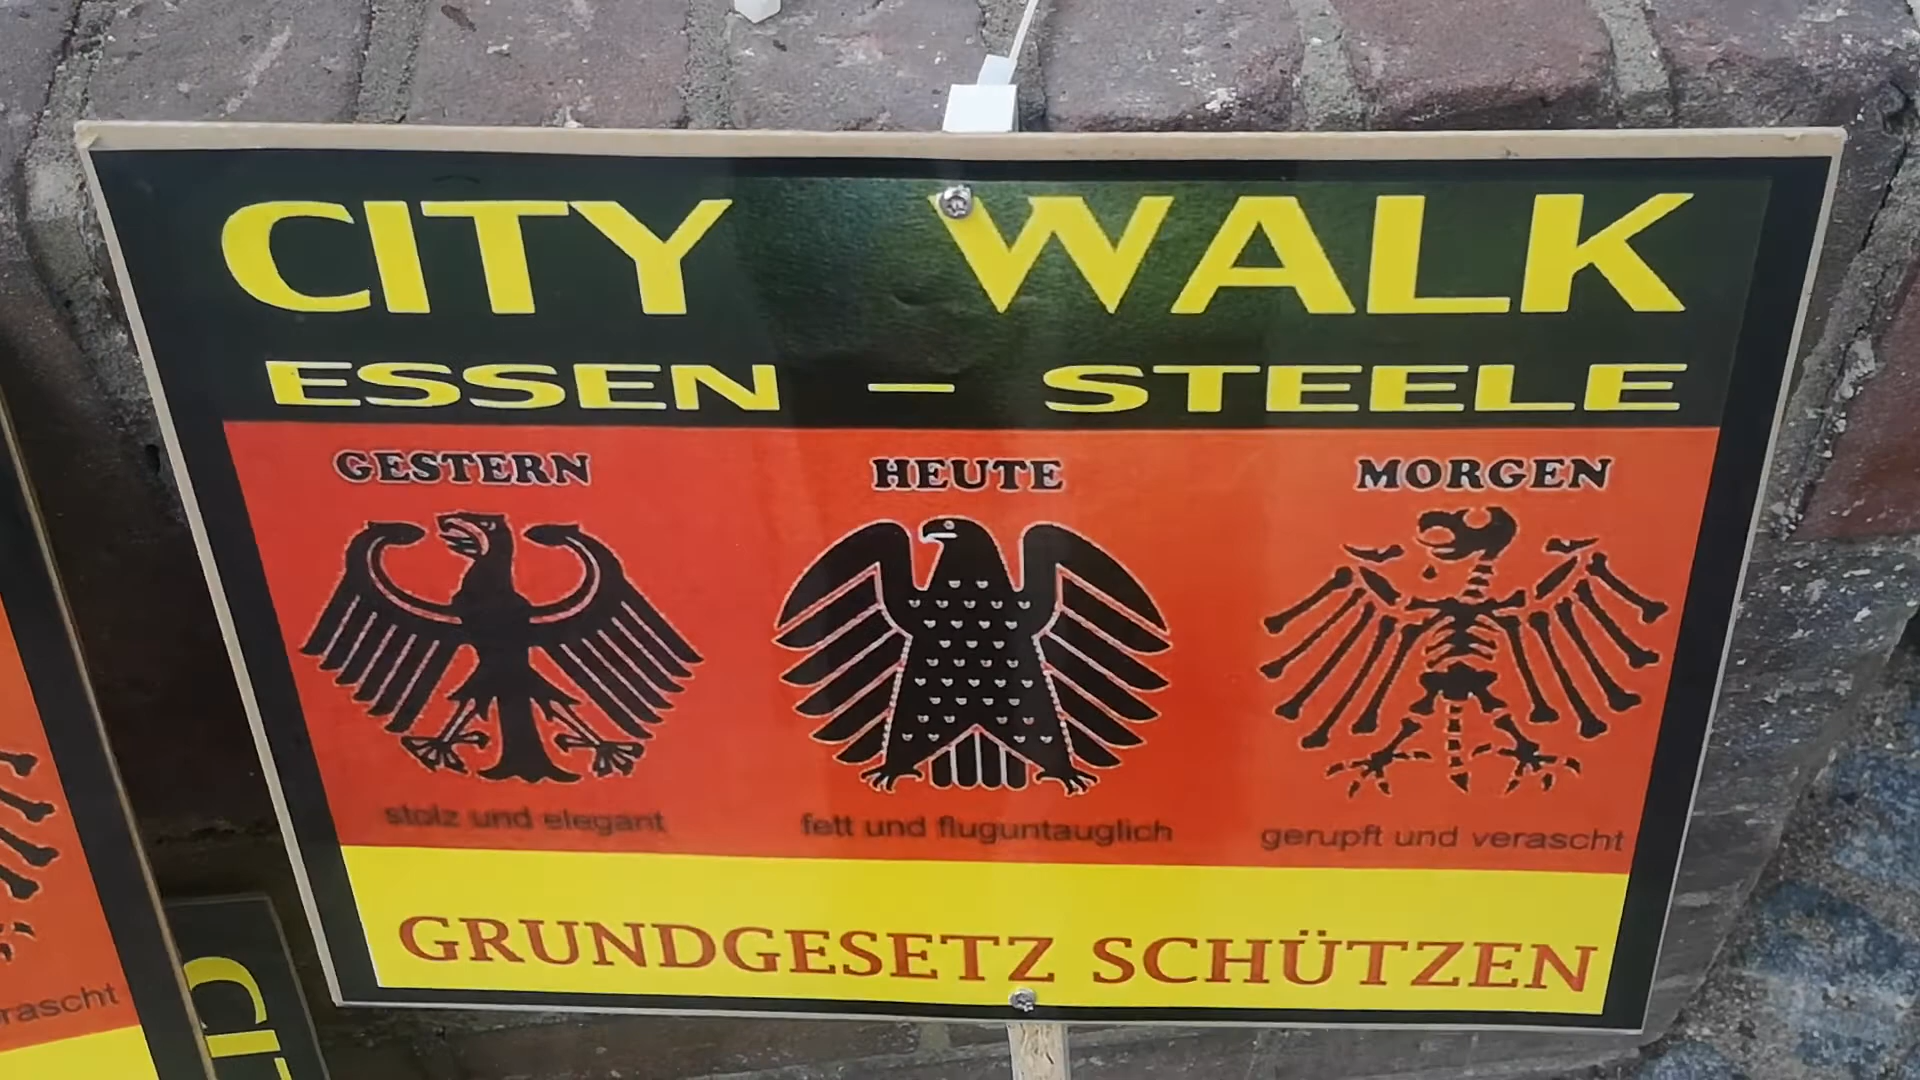 CITY WALK
ESSEN – STEELE
GESTERN HEUTE MORGEN
stolz und elegant fett und fluguntauglich gerupft und verascht
GRUNDGESETZ SCHÜTZEN
rascht
CIT